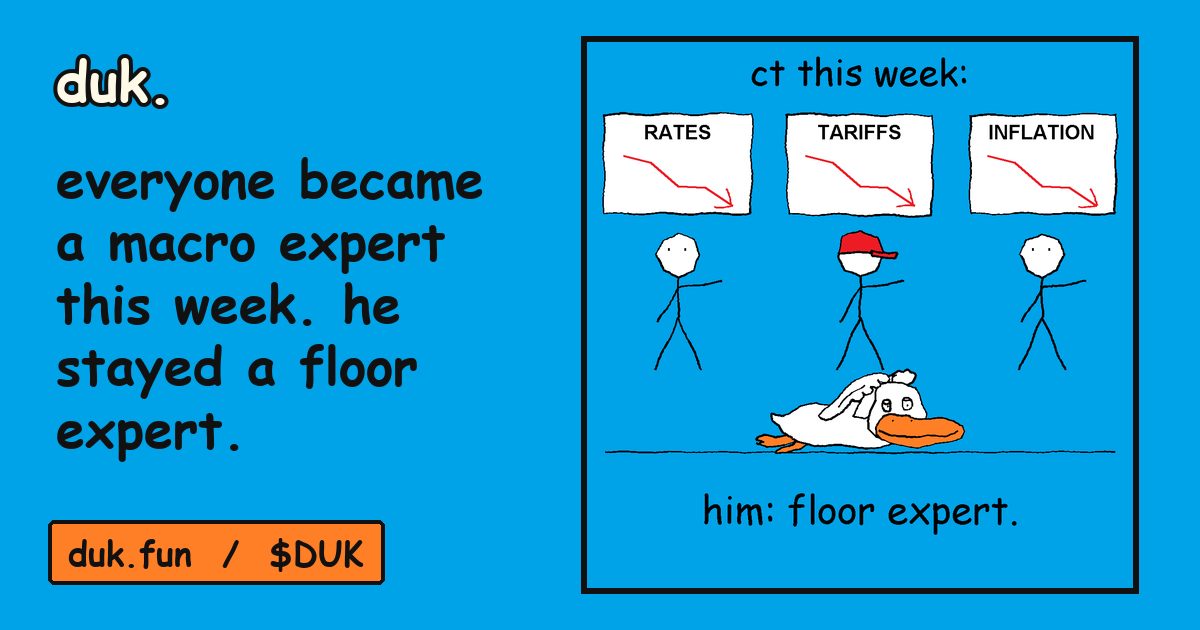 duk.
everyone became
a macro expert
this week. he
stayed a floor
expert.
duk.fun / $DUK
ct this week:
RATES
TARIFFS
INFLATION
him: floor expert.